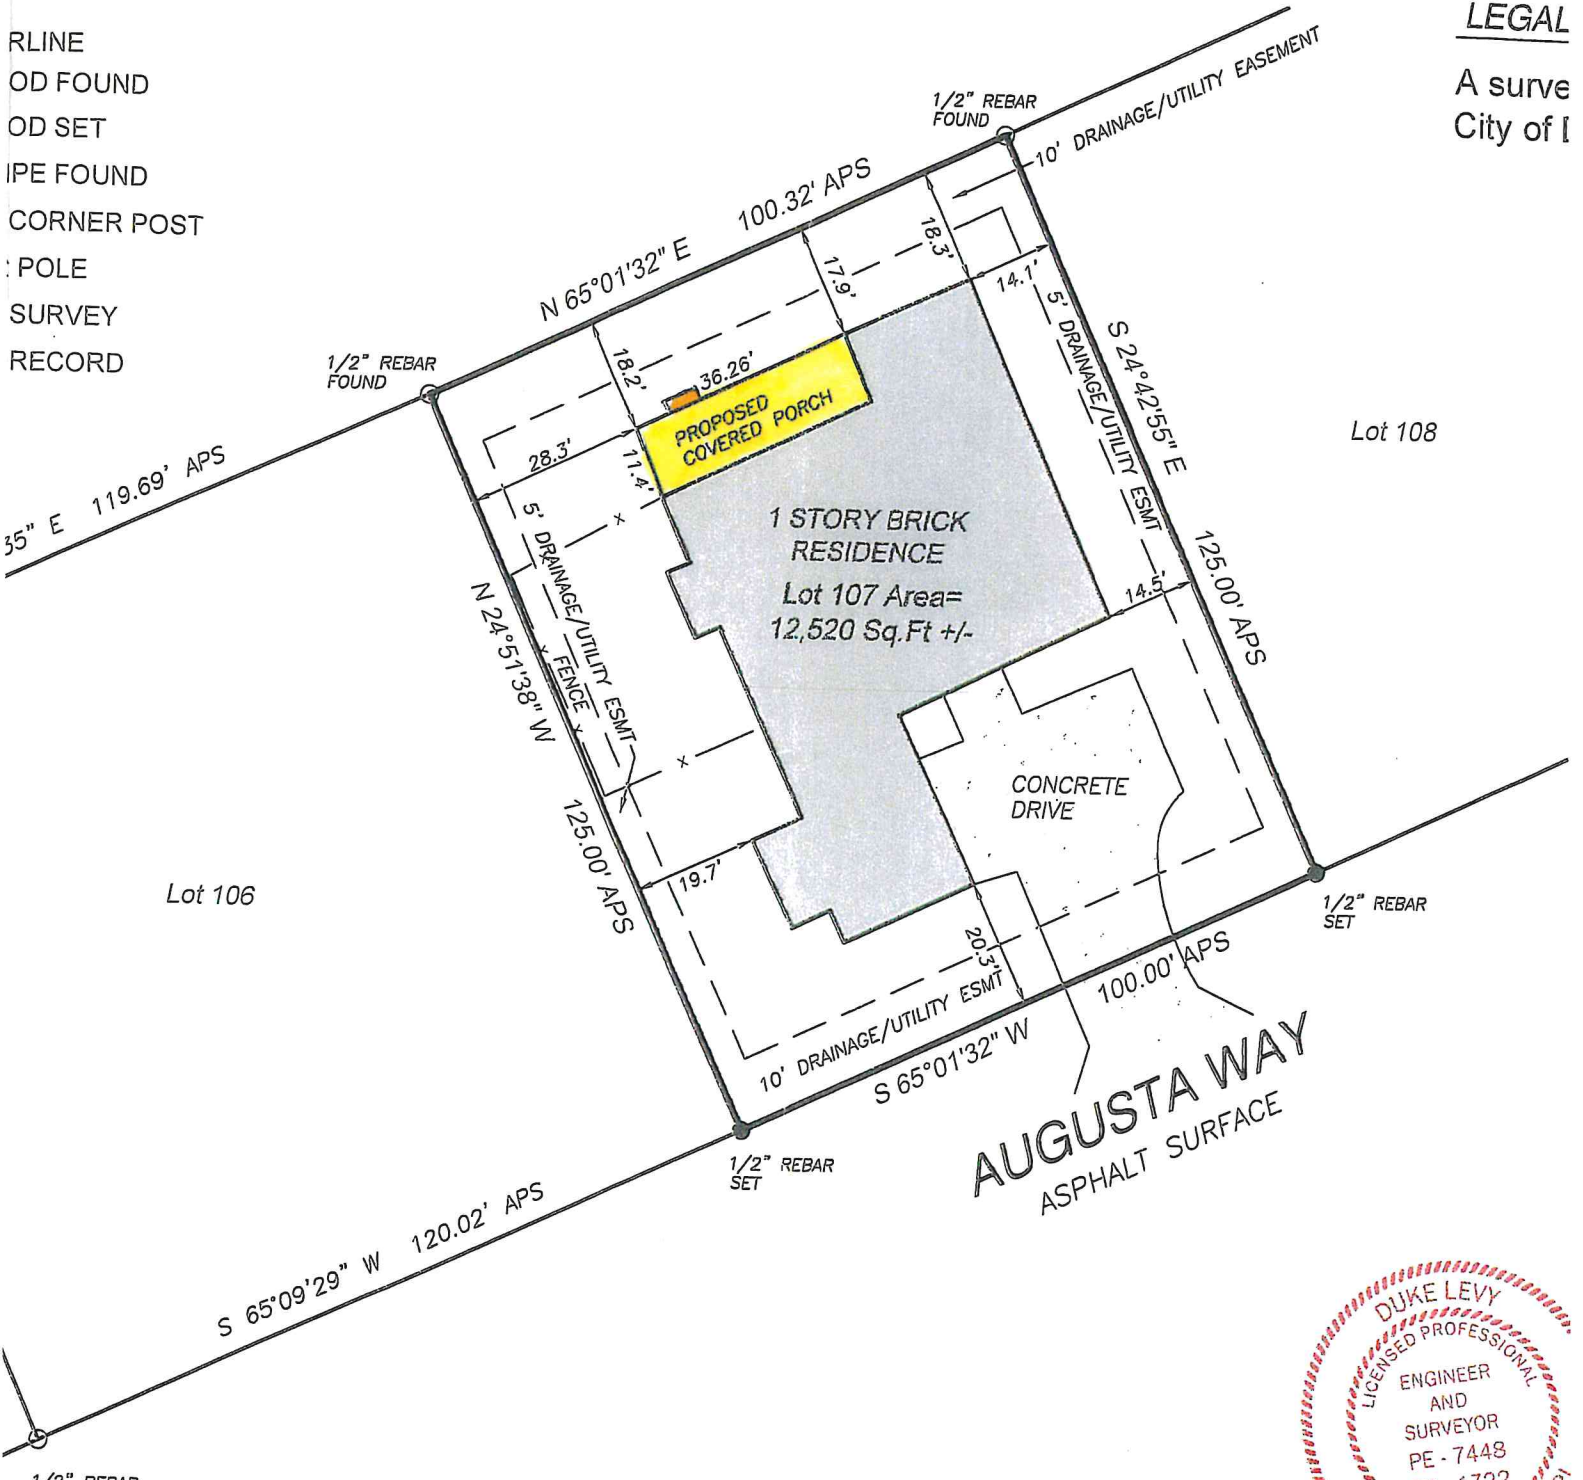 RLINE
OD FOUND
OD SET
IPE FOUND
CORNER POST
POLE
SURVEY
RECORD
LEGAL
A surve
City of
1/2" REBAR
FOUND
10' DRAINAGE/UTILITY EASEMENT
N 65°01'32" E 100.32' APS
18.3'
17.9'
14.1'
1/2" REBAR
FOUND
18.2'
36.26'
PROPOSED
COVERED PORCH
28.3'
11.4'
5' DRAINAGE/UTILITY ESMT
S 24°42'55" E
125.00' APS
Lot 108
35" E 119.69' APS
x
5' DRAINAGE/UTILITY ESMT
x
FENCE
x
x
x
N 24°51'38" W
125.00' APS
1 STORY BRICK
RESIDENCE
Lot 107 Area=
12,520 Sq.Ft +/-
14.5'
CONCRETE
DRIVE
Lot 106
19.7'
20.3'
10' DRAINAGE/UTILITY ESMT
1/2" REBAR
SET
S 65°01'32" W 100.00' APS
AUGUSTA WAY
ASPHALT SURFACE
1/2" REBAR
SET
S 65°09'29" W 120.02' APS
DUKE LEVY
LICENSED PROFESSIONAL
ENGINEER
AND
SURVEYOR
PE - 7448
1/2" REBAR